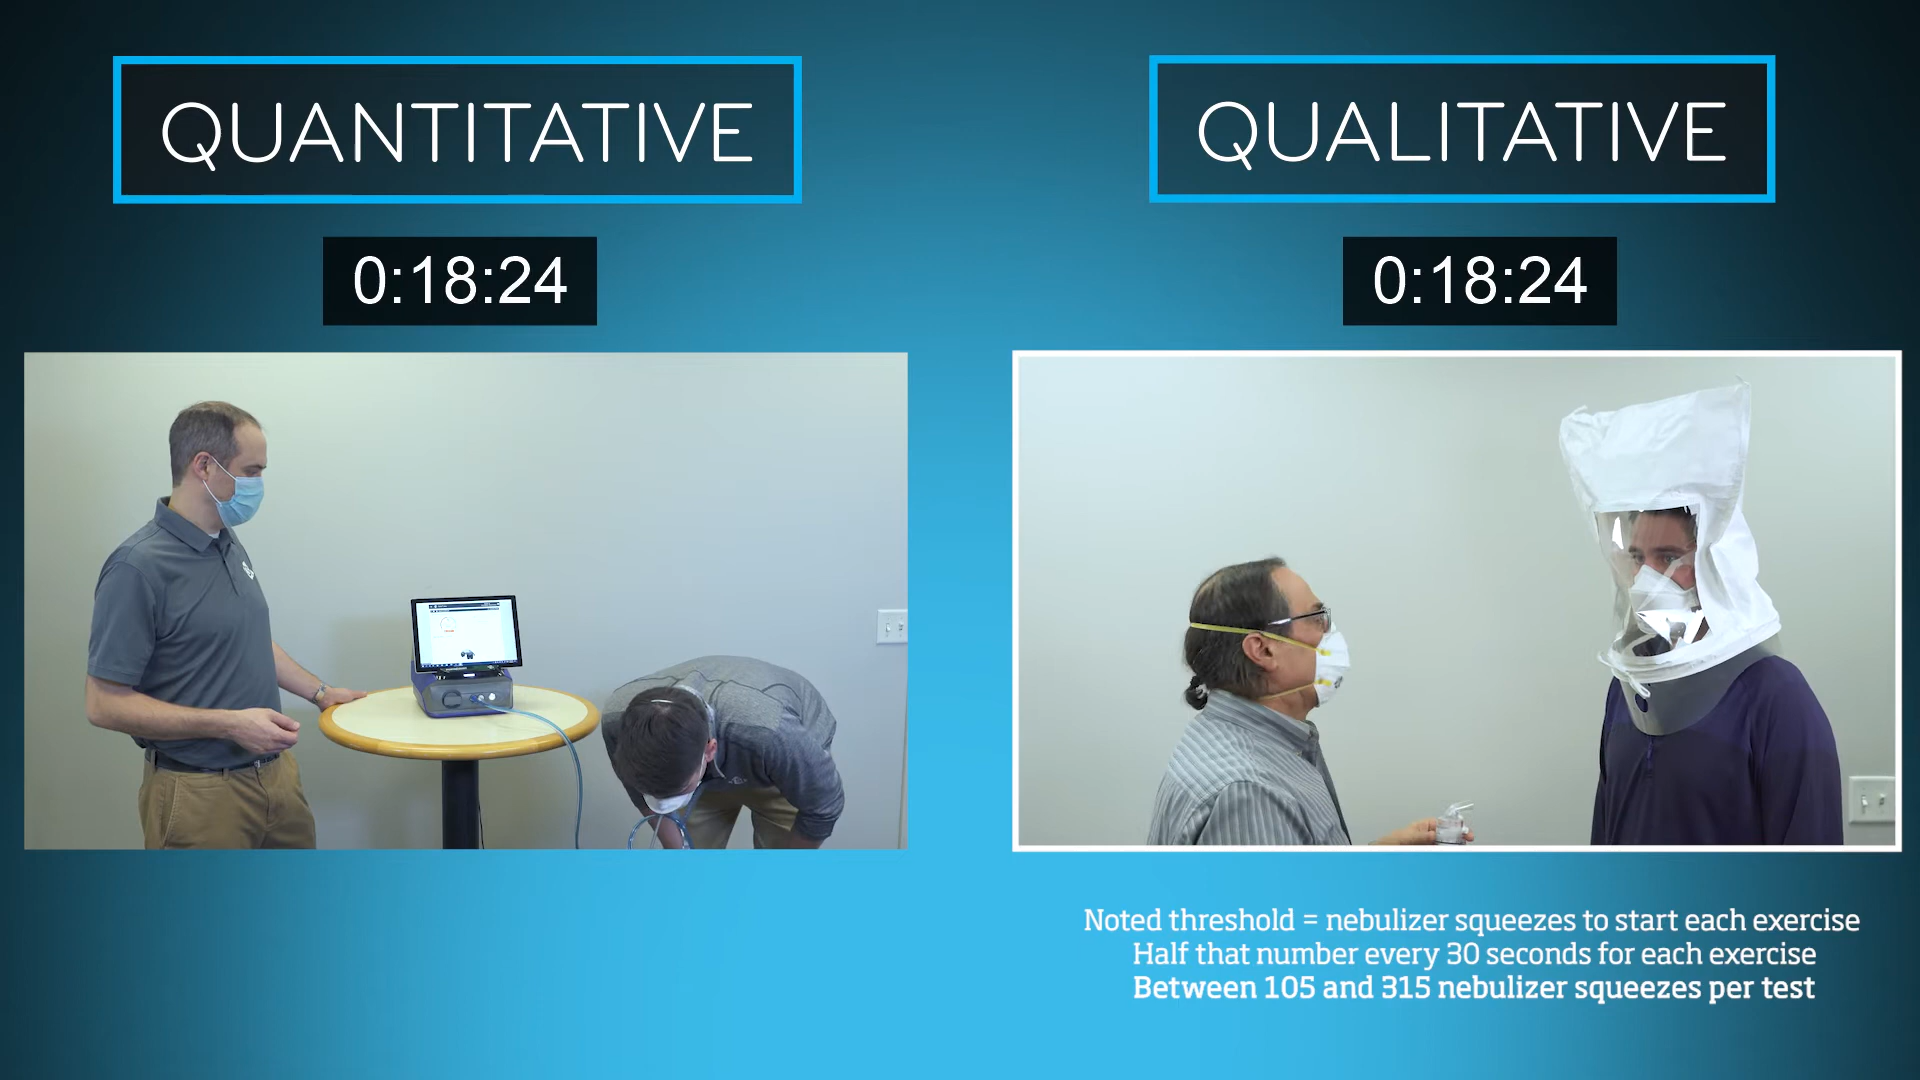 QUANTITATIVE
QUALITATIVE
0:18:24
0:18:24
Noted threshold = nebulizer squeezes to start each exercise
Half that number every 30 seconds for each exercise
Between 105 and 315 nebulizer squeezes per test